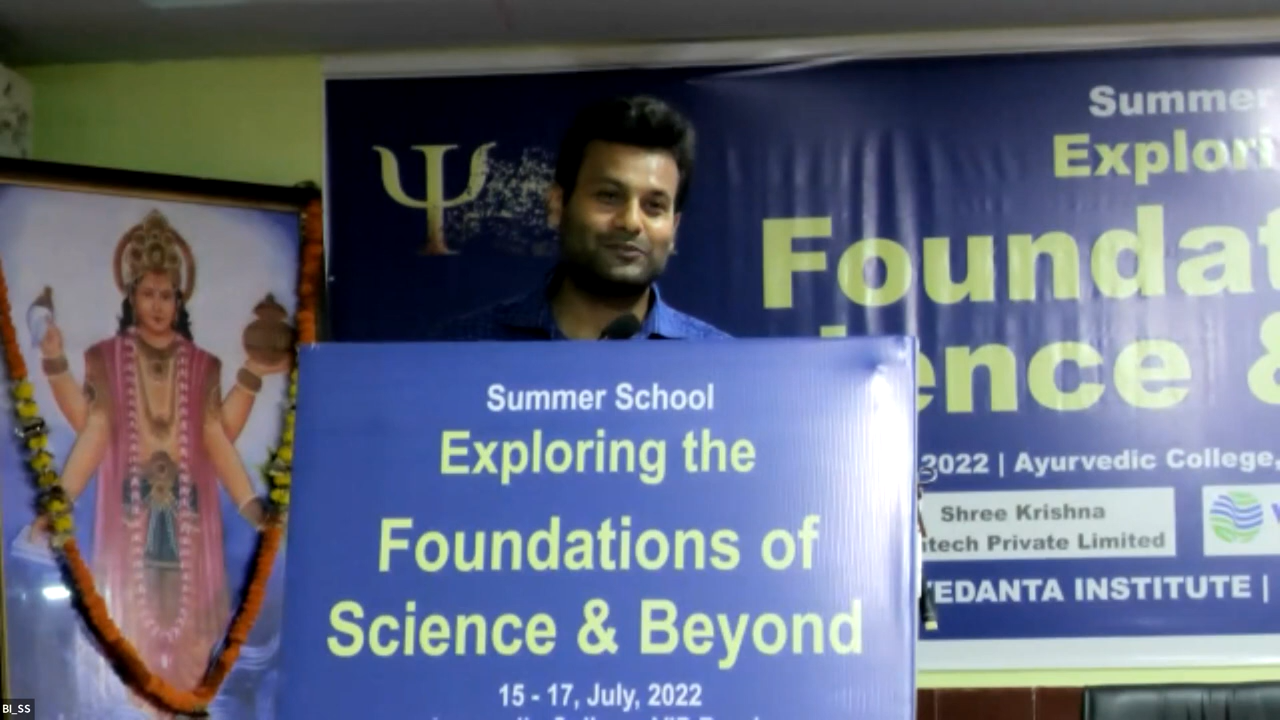 Ψ
Summer
Explori
Foundat
ence &
2022 | Ayurvedic College,
Shree Krishna
tech Private Limited
VEDANTA INSTITUTE |
Summer School
Exploring the
Foundations of
Science & Beyond
15 - 17, July, 2022
BI_SS